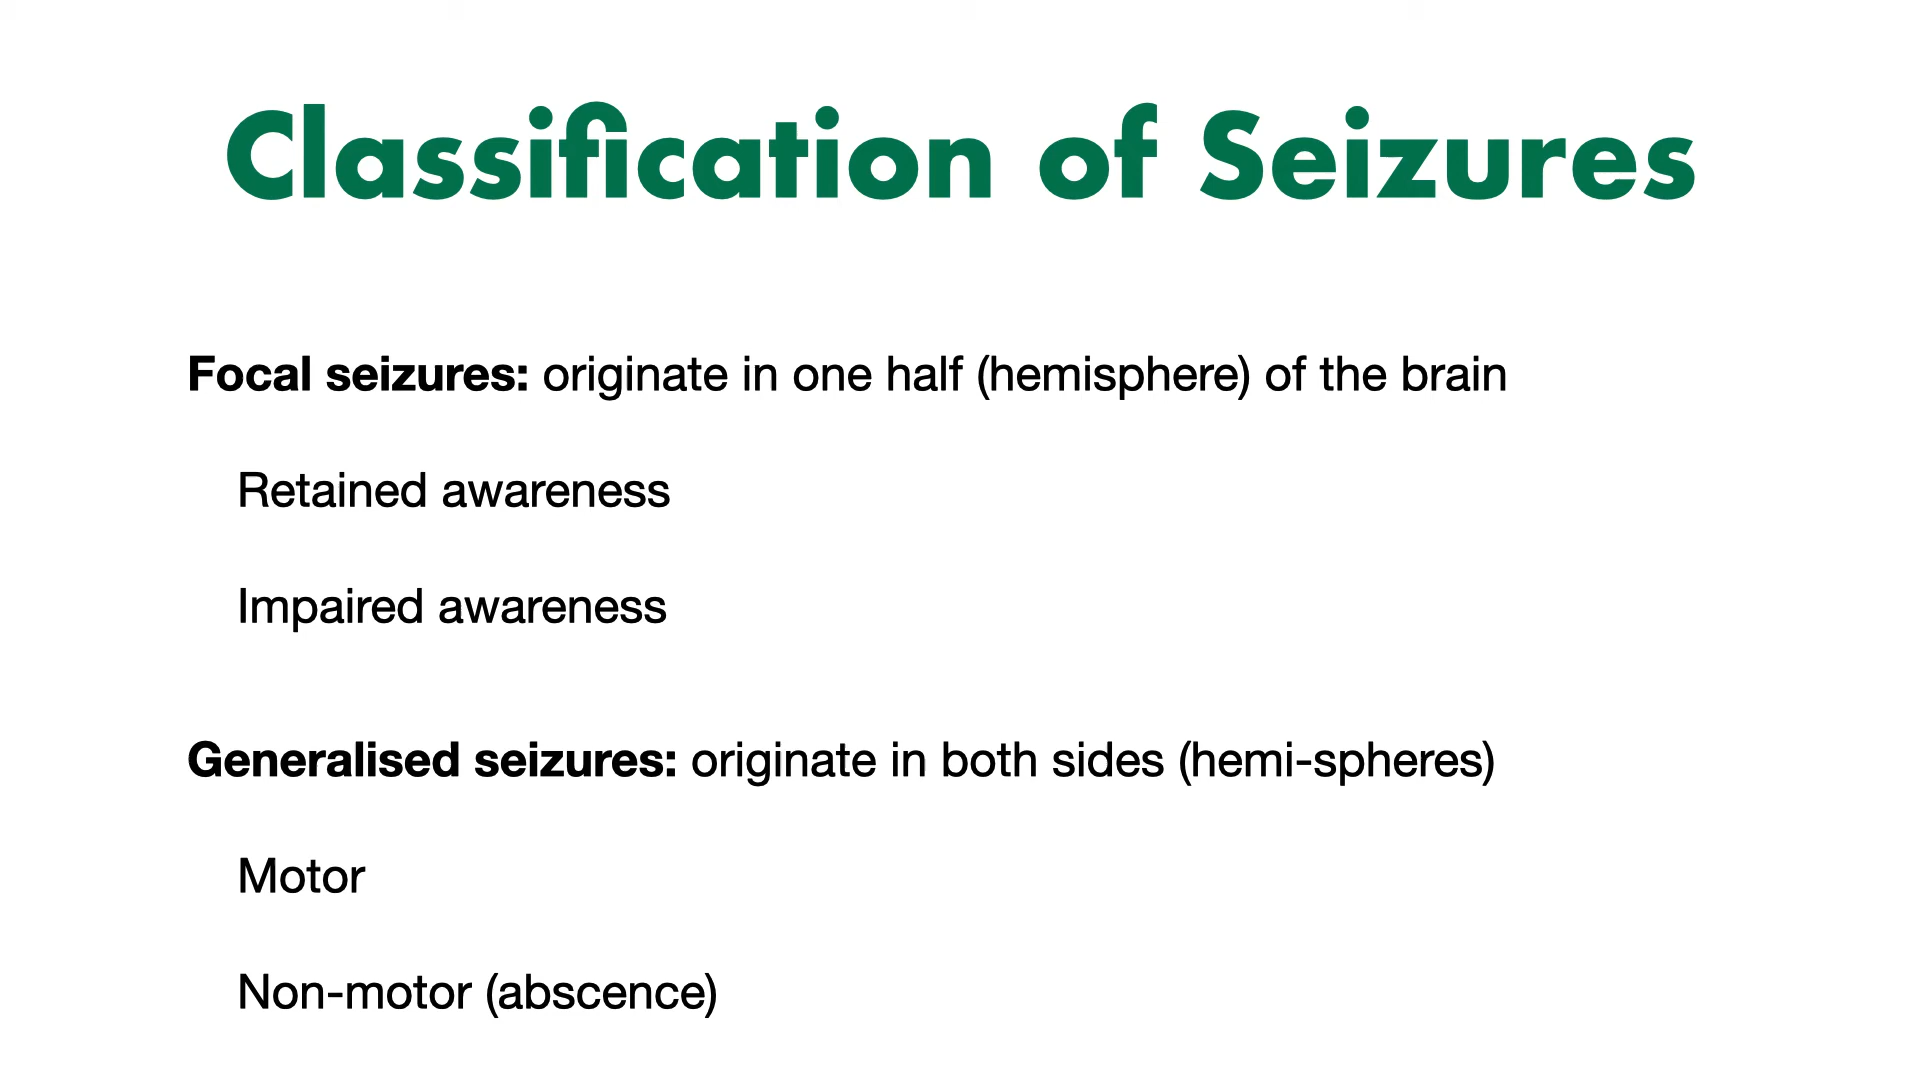 Classification of Seizures
Focal seizures: originate in one half (hemisphere) of the brain
Retained awareness
Impaired awareness
Generalised seizures: originate in both sides (hemi-spheres)
Motor
Non-motor (abscence)